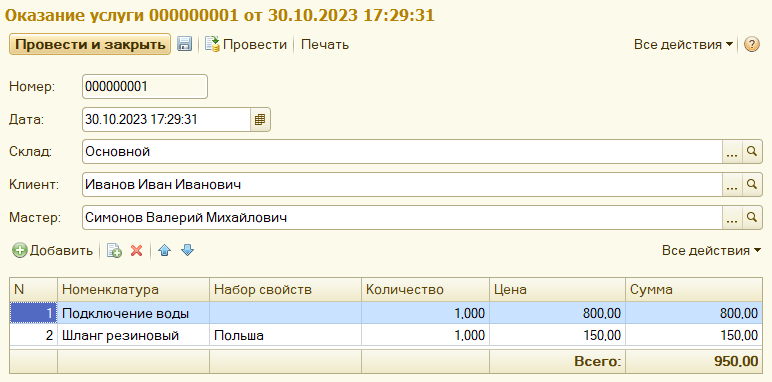 Оказание услуги 000000001 от 30.10.2023 17:29:31
Провести и закрыть Провести Печать Все действия ?
Номер: 000000001
Дата: 30.10.2023 17:29:31
Склад: Основной ...
Клиент: Иванов Иван Иванович ...
Мастер: Симонов Валерий Михайлович ...
Добавить Все действия
N Номенклатура Набор свойств Количество Цена Сумма
1 Подключение воды 1,000 800,00 800,00
2 Шланг резиновый Польша 1,000 150,00 150,00
Всего: 950,00